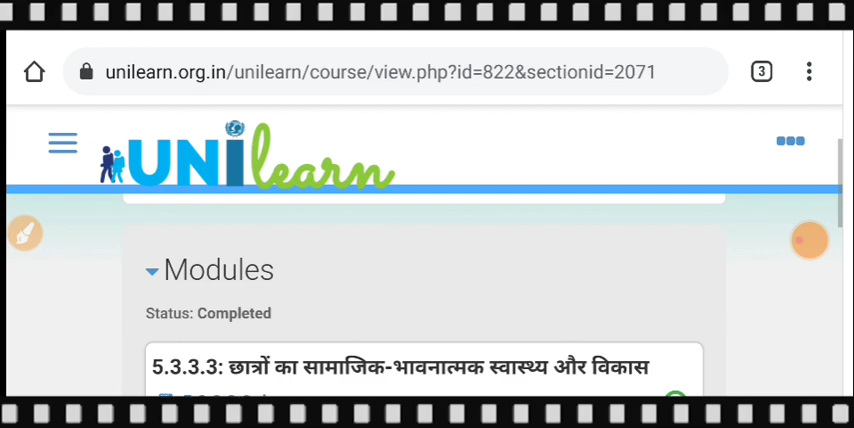 unilearn.org.in/unilearn/course/view.php?id=822&sectionid=2071
3
UNIlearn
Modules
Status: Completed
5.3.3.3: छात्रों का सामाजिक-भावनात्मक स्वास्थ्य और विकास